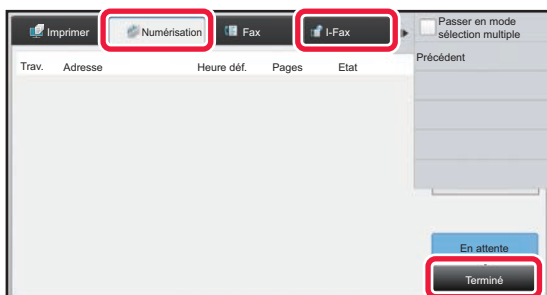 Imprimer Numérisation Fax I-Fax
Passer en mode
sélection multiple
Précédent
Trav. Adresse Heure déf. Pages Etat
En attente
Terminé